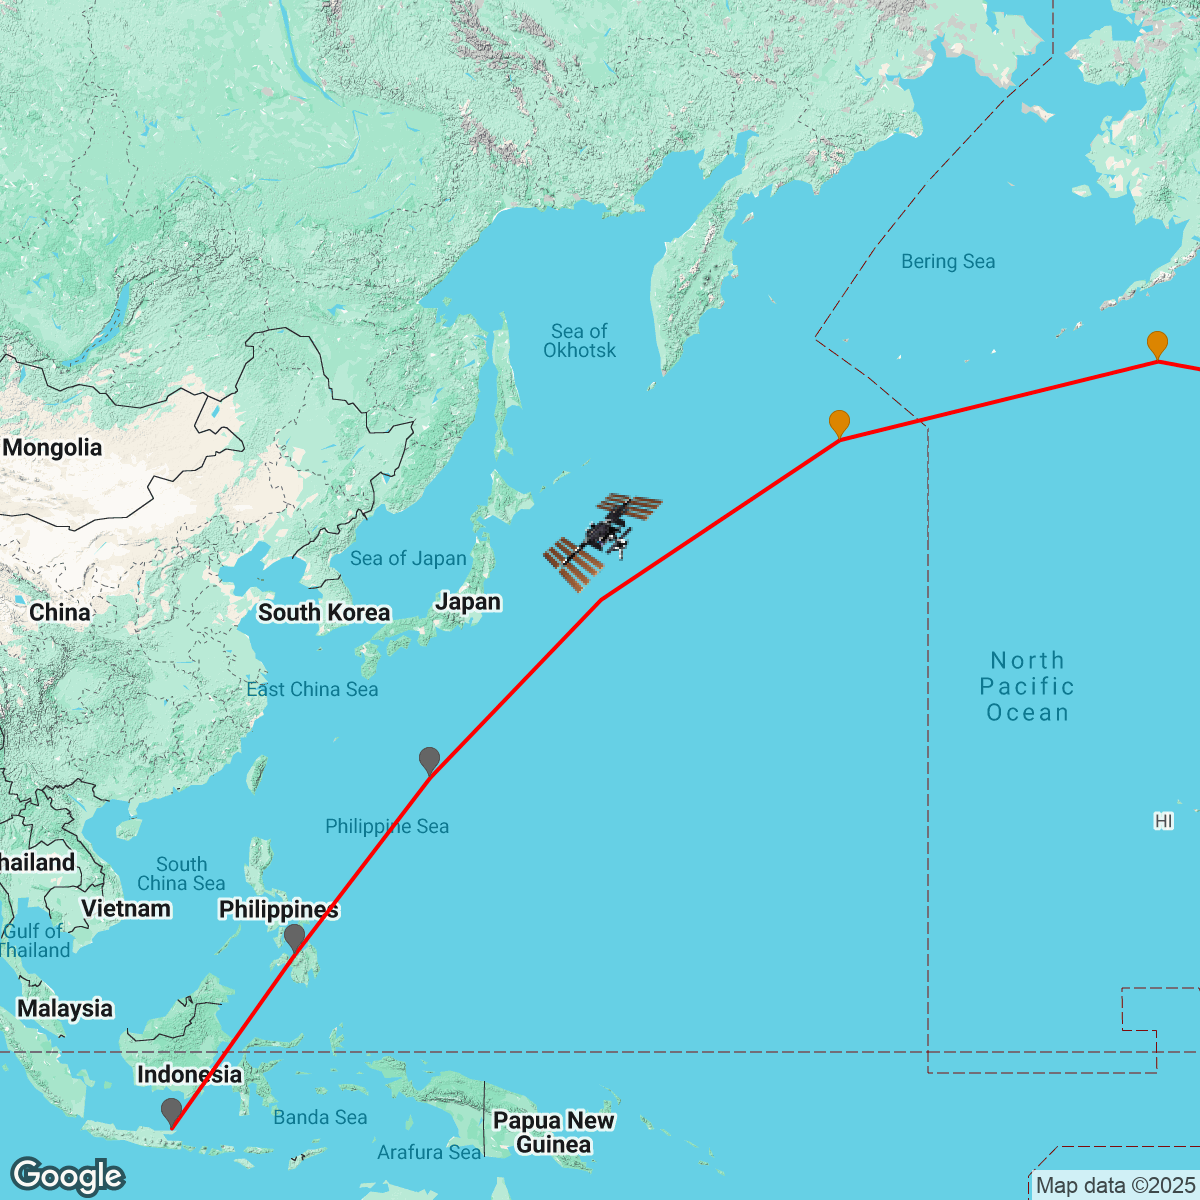 Bering Sea
Sea of
Okhotsk
Mongolia
Sea of Japan
Japan
China
South Korea
North
Pacific
Ocean
East China Sea
HI
Philippine Sea
hailand
South
China Sea
Vietnam
Philippines
Gulf of
Thailand
Malaysia
Indonesia
Banda Sea
Papua New
Guinea
Arafura Sea
Google
Map data ©2025